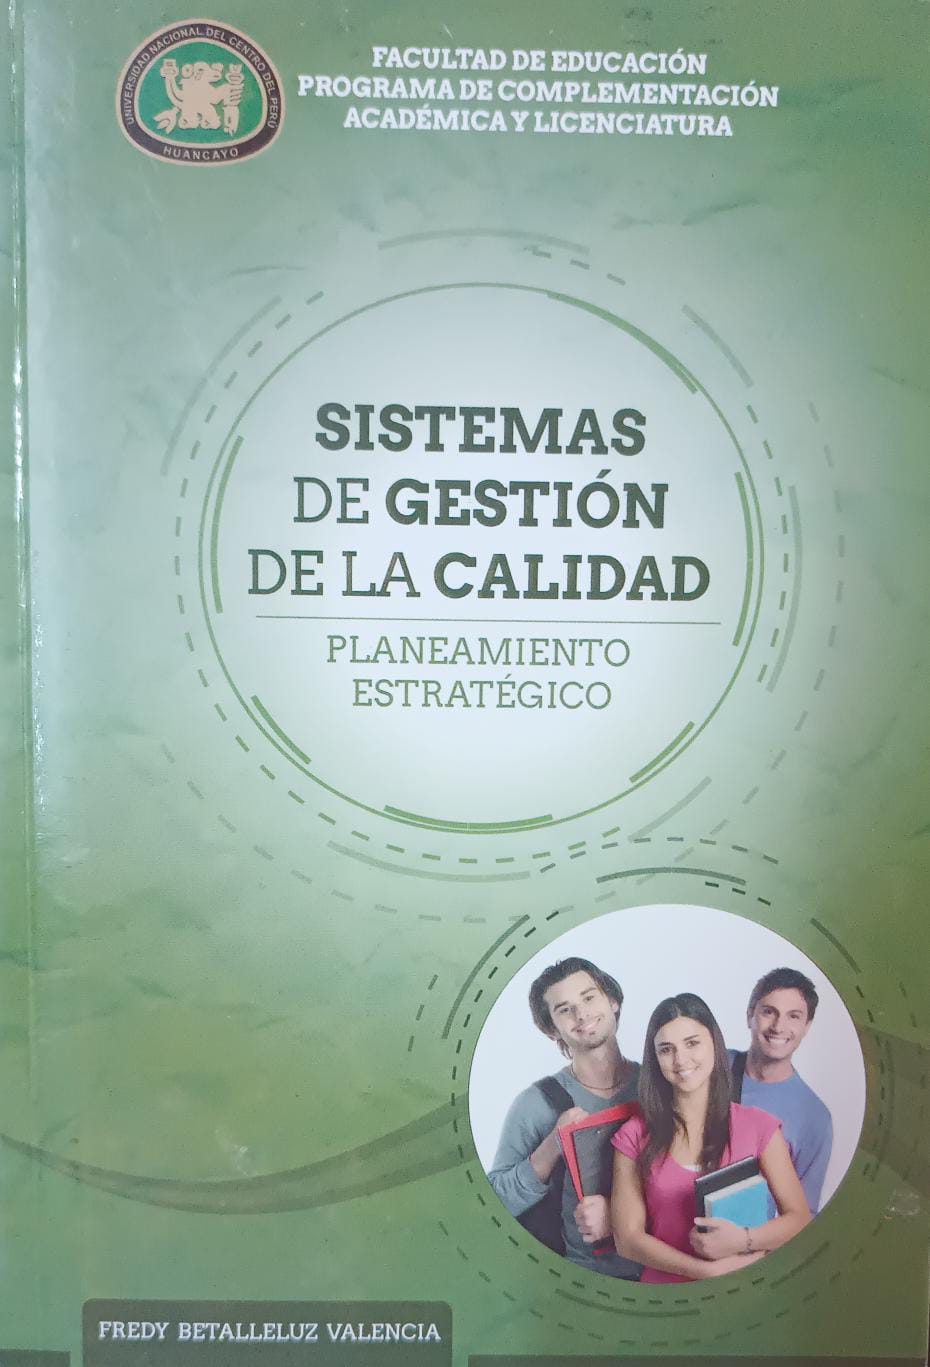 UNIVERSIDAD NACIONAL DEL CENTRO DEL PERÚ
HUANCAYO
FACULTAD DE EDUCACIÓN
PROGRAMA DE COMPLEMENTACIÓN
ACADÉMICA Y LICENCIATURA
SISTEMAS
DE GESTIÓN
DE LA CALIDAD
PLANEAMIENTO
ESTRATÉGICO
FREDY BETALLELUZ VALENCIA